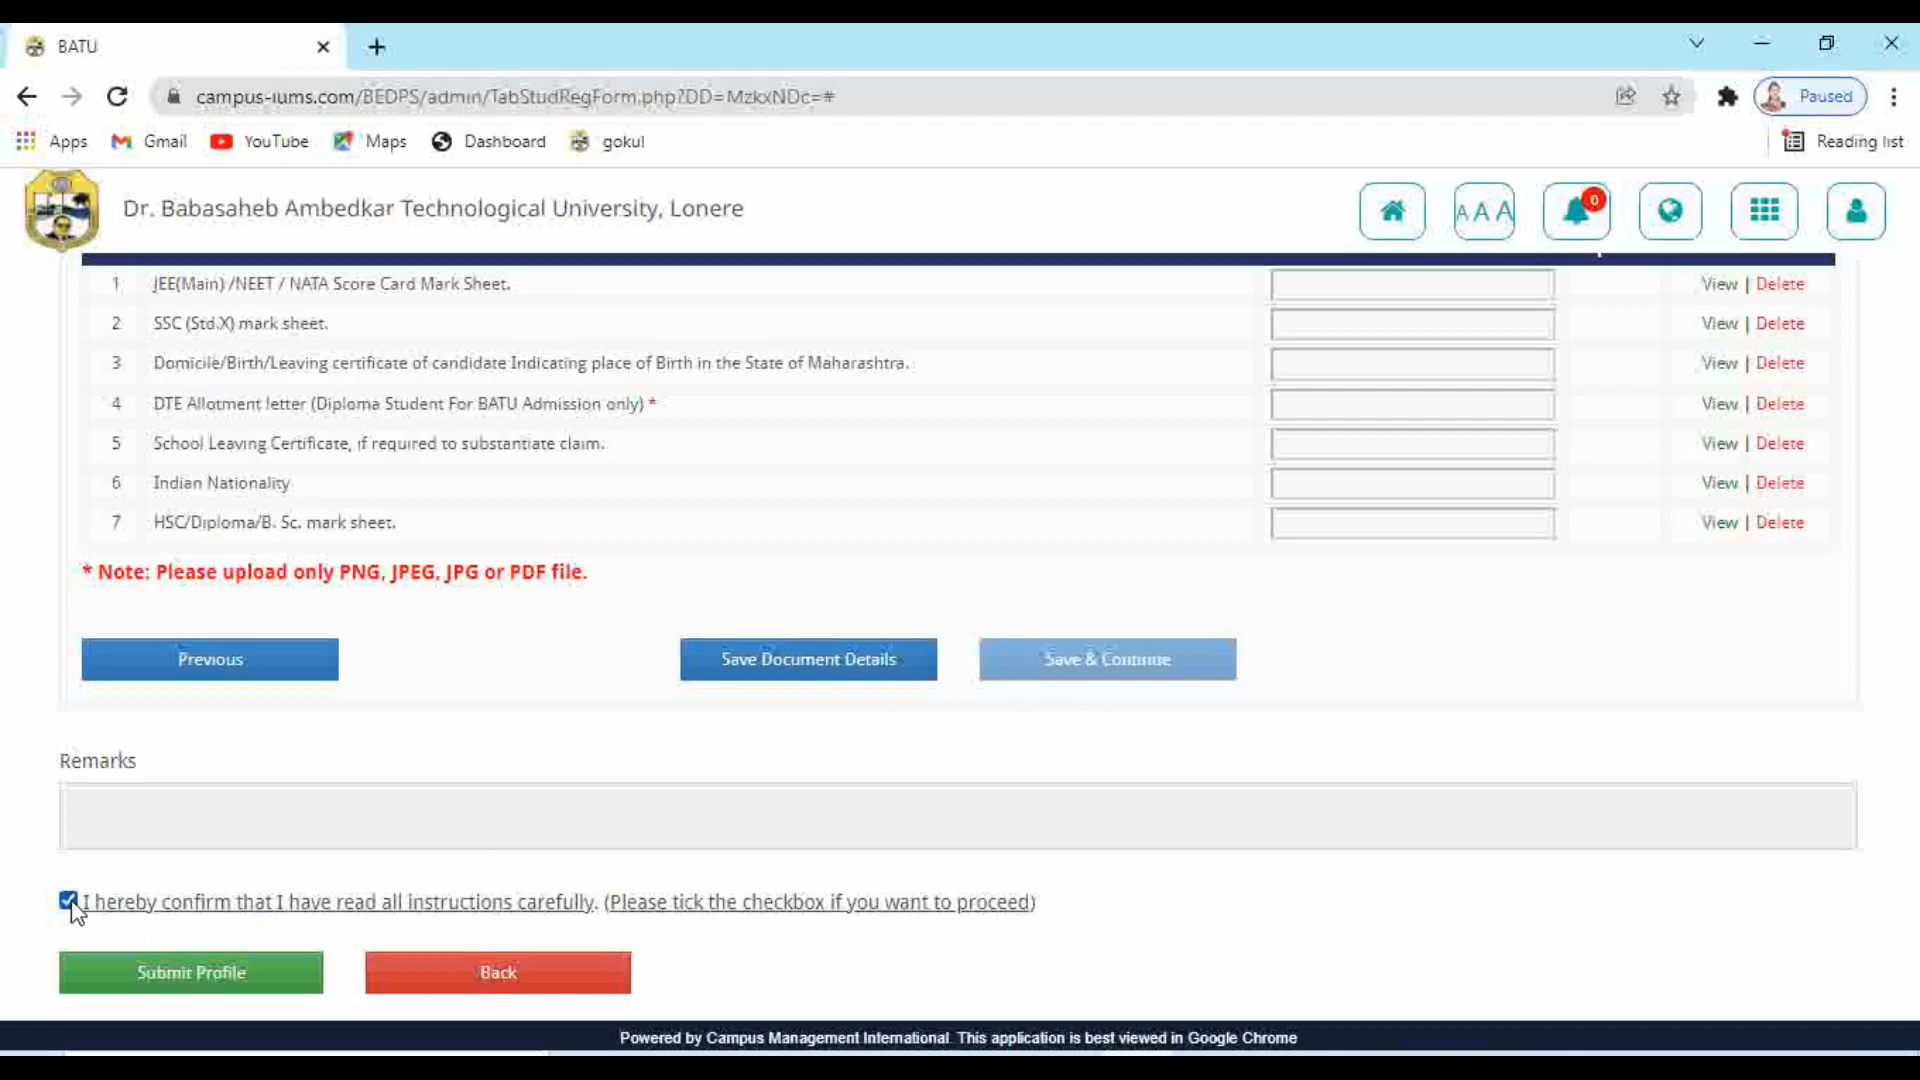 BATU
campus-iums.com/BEDPS/admin/TabStudRegForm.php?DD=MzkxNDc=#
Paused
Apps Gmail YouTube Maps Dashboard gokul Reading list
Dr. Babasaheb Ambedkar Technological University, Lonere
A A A 0
1 JEE(Main) /NEET / NATA Score Card Mark Sheet. View | Delete
2 SSC (Std.X) mark sheet. View | Delete
3 Domicile/Birth/Leaving certificate of candidate Indicating place of Birth in the State of Maharashtra. View | Delete
4 DTE Allotment letter (Diploma Student For BATU Admission only) * View | Delete
5 School Leaving Certificate, if required to substantiate claim. View | Delete
6 Indian Nationality View | Delete
7 HSC/Diploma/B. Sc. mark sheet. View | Delete
* Note: Please upload only PNG, JPEG, JPG or PDF file.
Previous Save Document Details Save & Continue
Remarks
I hereby confirm that I have read all instructions carefully. (Please tick the checkbox if you want to proceed)
Submit Profile Back
Powered by Campus Management International. This application is best viewed in Google Chrome